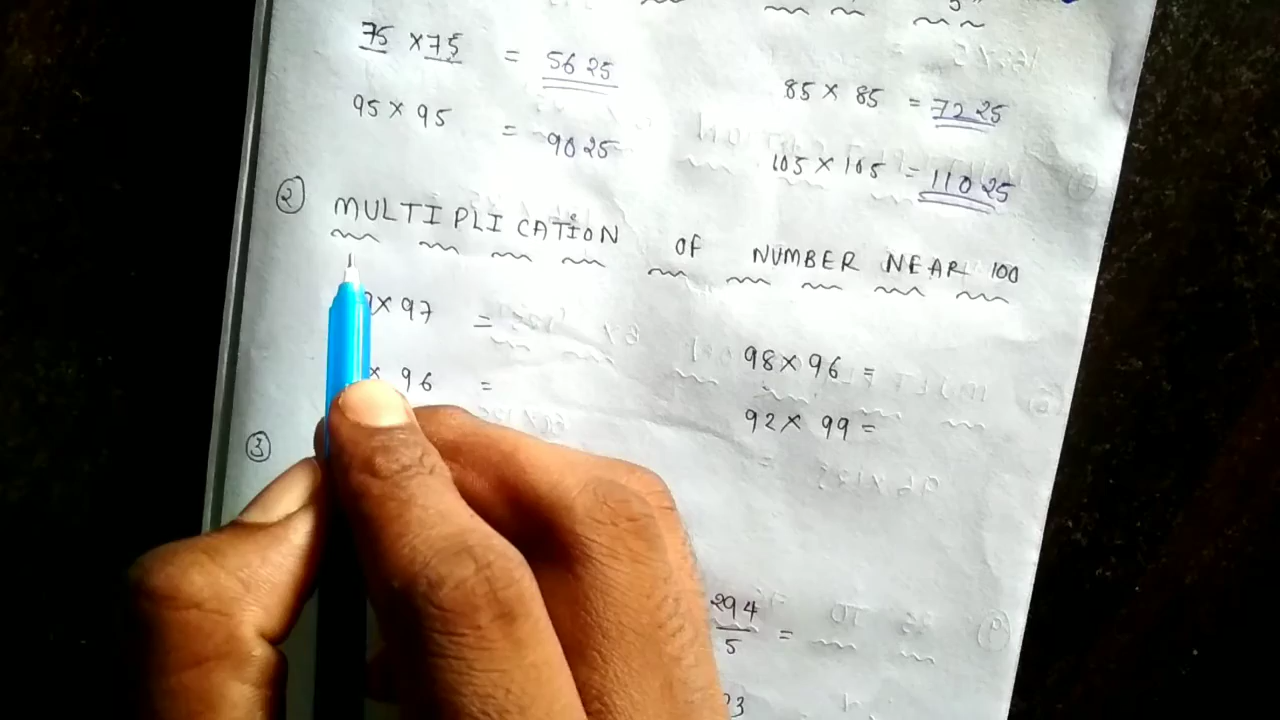 75 × 75 = 5625
85 × 85 = 7225
95 × 95 = 9025
105 × 105 = 11025
② MULTIPLICATION OF NUMBER NEAR 100
× 97 =
98 × 96 =
× 96 =
92 × 99 =
③
294
5 =